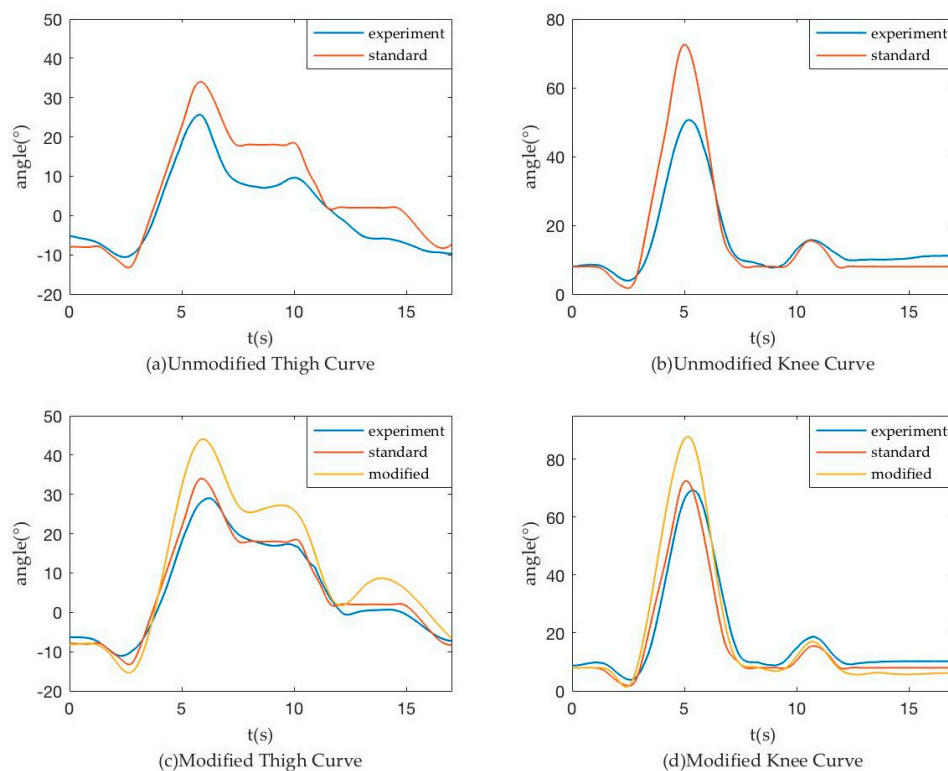 50
40
30
20
10
0
-10
-20
angle(°)
0 5 10 15
t(s)
experiment
standard
(a)Unmodified Thigh Curve
80
60
40
20
0
angle(°)
0 5 10 15
t(s)
experiment
standard
(b)Unmodified Knee Curve
50
40
30
20
10
0
-10
-20
angle(°)
0 5 10 15
t(s)
experiment
standard
modified
(c)Modified Thigh Curve
80
60
40
20
0
angle(°)
0 5 10 15
t(s)
experiment
standard
modified
(d)Modified Knee Curve